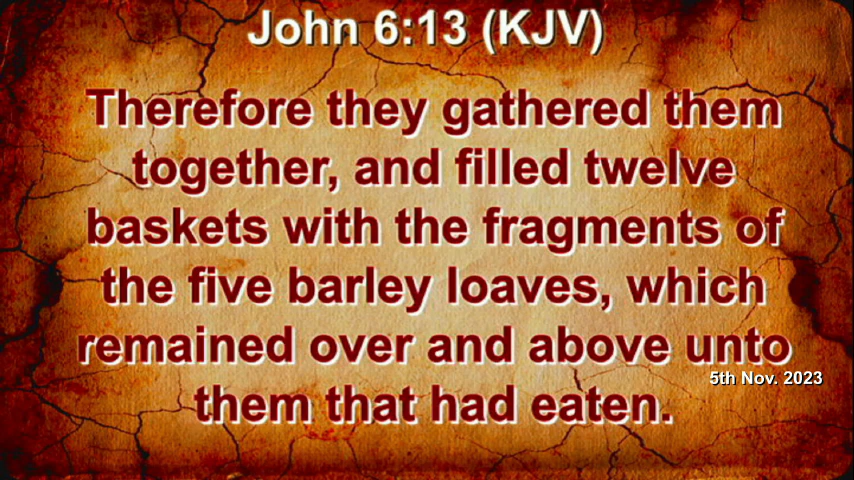 John 6:13 (KJV)
Therefore they gathered them
together, and filled twelve
baskets with the fragments of
the five barley loaves, which
remained over and above unto
5th Nov. 2023
them that had eaten.